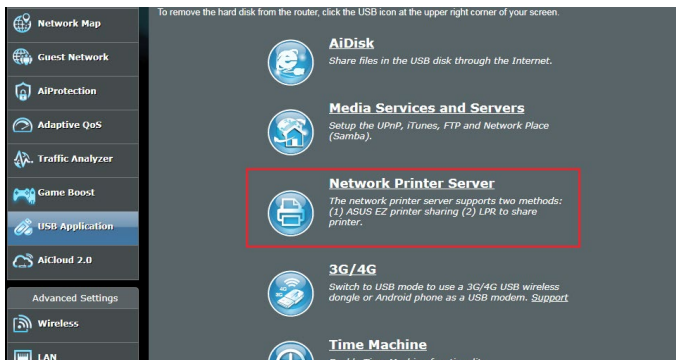 To remove the hard disk from the router, click the USB icon at the upper right corner of your screen.
Network Map
Guest Network
AiProtection
Adaptive QoS
Traffic Analyzer
Game Boost
USB Application
AiCloud 2.0
Advanced Settings
Wireless
LAN
AiDisk
Share files in the USB disk through the Internet.
Media Services and Servers
Setup the UPnP, iTunes, FTP and Network Place
(Samba).
Network Printer Server
The network printer server supports two methods:
(1) ASUS EZ printer sharing (2) LPR to share
printer.
3G/4G
Switch to USB mode to use a 3G/4G USB wireless
dongle or Android phone as a USB modem. Support
Time Machine